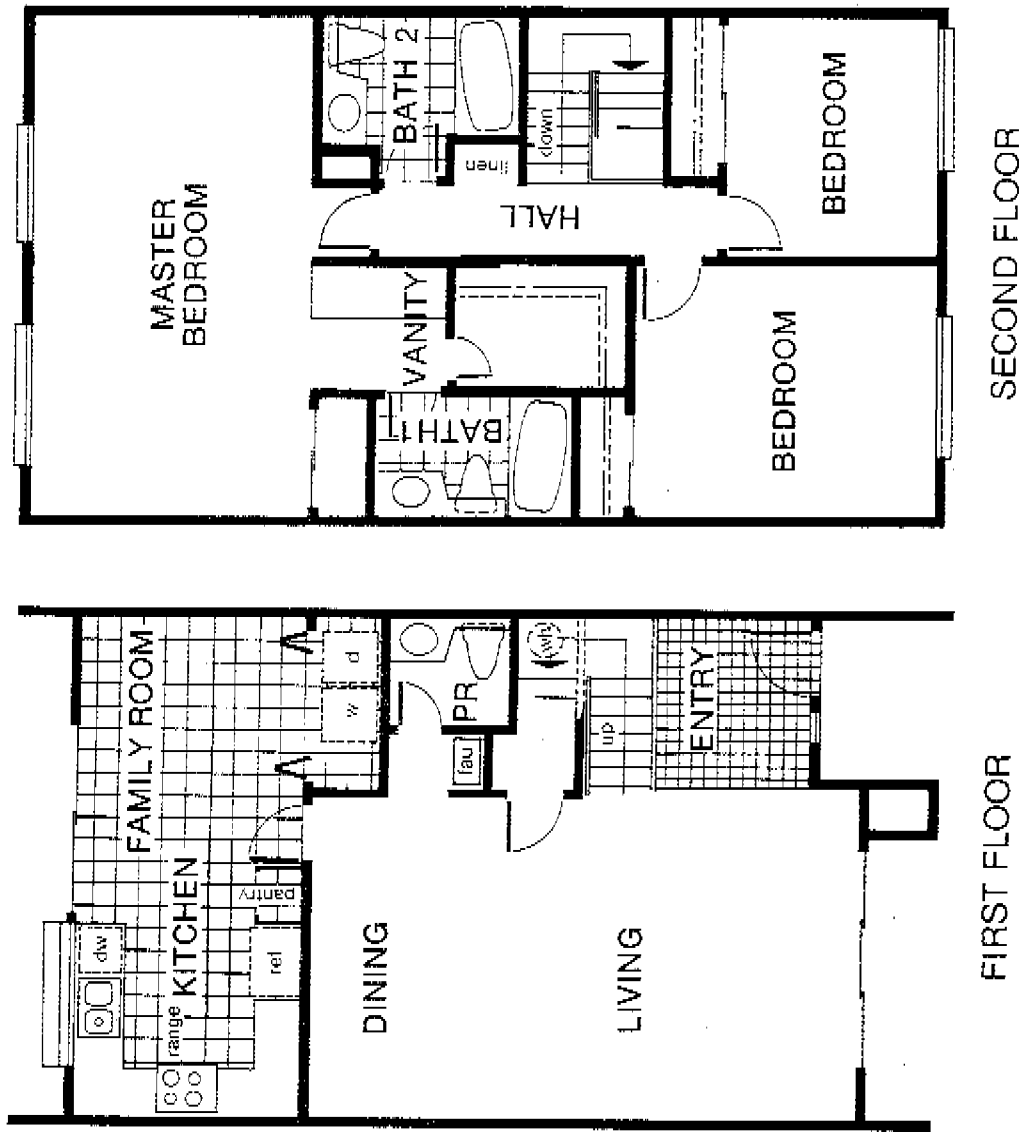 FAMILY ROOM
KITCHEN
dw
range
ref
pantry
w
d
PR
fau
wh
up
ENTRY
DINING
LIVING
FIRST FLOOR
MASTER
BEDROOM
BATH 2
VANITY
BATH 1
linen
down
HALL
BEDROOM
BEDROOM
SECOND FLOOR